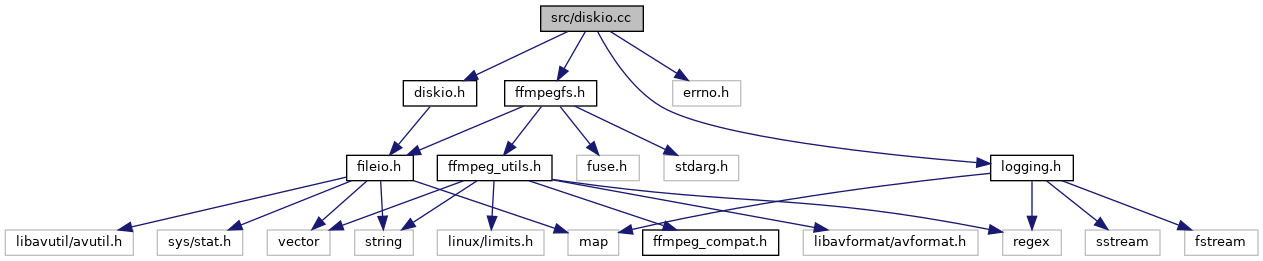 src/diskio.cc
diskio.h
ffmpegfs.h
errno.h
fileio.h
ffmpeg_utils.h
fuse.h
stdarg.h
logging.h
libavutil/avutil.h
sys/stat.h
vector
string
linux/limits.h
map
ffmpeg_compat.h
libavformat/avformat.h
regex
sstream
fstream